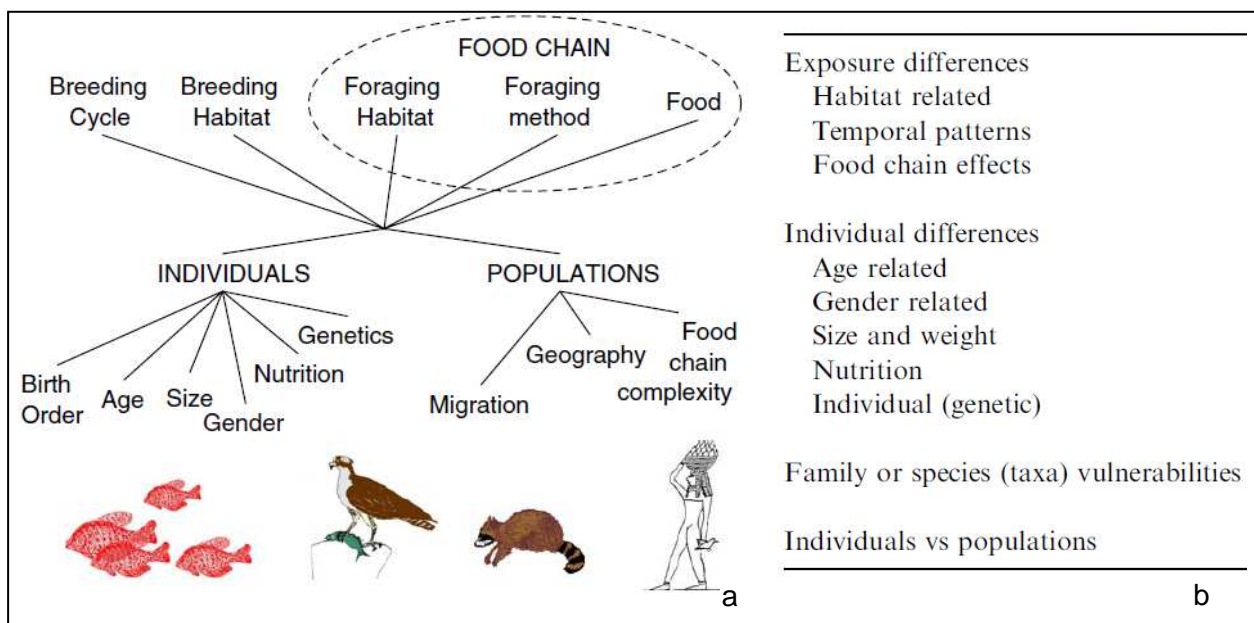 FOOD CHAIN
Breeding
Cycle
Breeding
Habitat
Foraging
Habitat
Foraging
method
Food
INDIVIDUALS
POPULATIONS
Birth
Order
Age
Size
Gender
Nutrition
Genetics
Migration
Geography
Food
chain
complexity
a
Exposure differences
Habitat related
Temporal patterns
Food chain effects
Individual differences
Age related
Gender related
Size and weight
Nutrition
Individual (genetic)
Family or species (taxa) vulnerabilities
Individuals vs populations
b